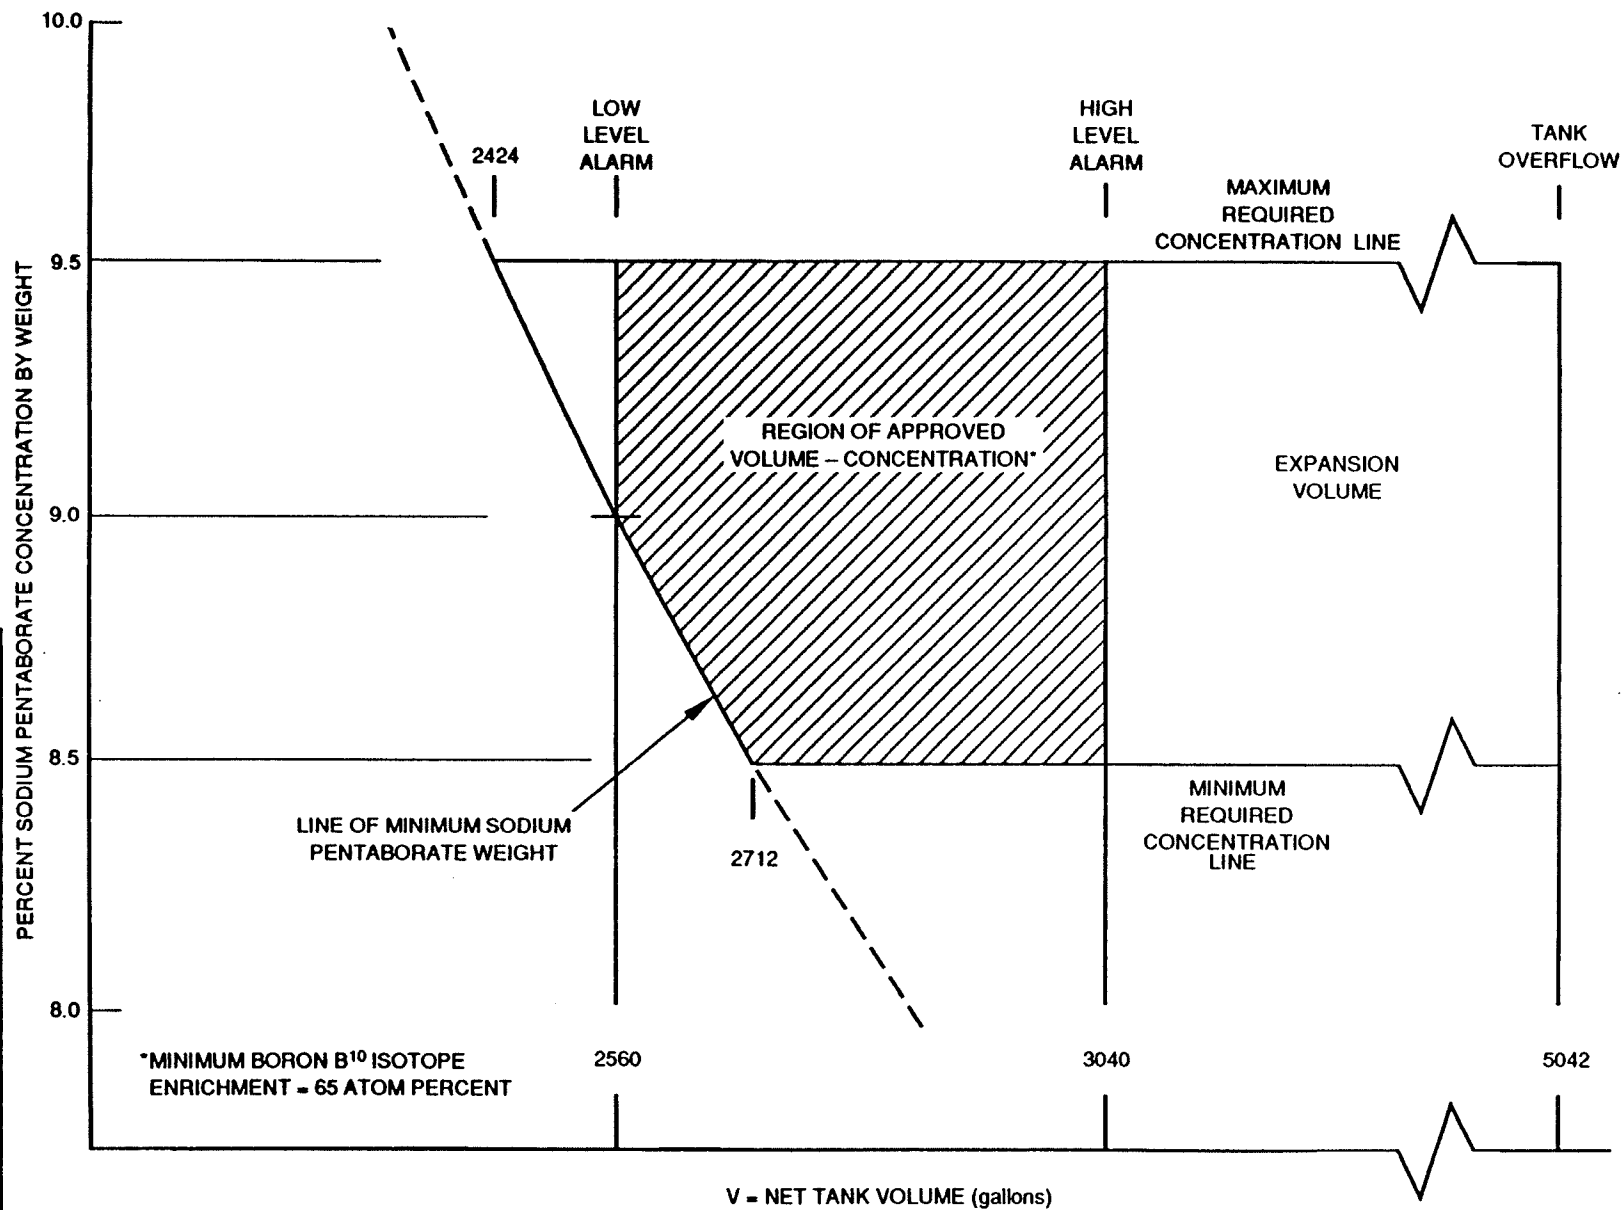 10.0
LOW
LEVEL
ALARM
HIGH
LEVEL
ALARM
TANK
OVERFLOW
2424
MAXIMUM
REQUIRED
CONCENTRATION LINE
9.5
PERCENT SODIUM PENTABORATE CONCENTRATION BY WEIGHT
REGION OF APPROVED
VOLUME – CONCENTRATION*
EXPANSION
VOLUME
9.0
8.5
MINIMUM
REQUIRED
CONCENTRATION
LINE
LINE OF MINIMUM SODIUM
PENTABORATE WEIGHT
2712
8.0
*MINIMUM BORON B¹⁰ ISOTOPE
ENRICHMENT = 65 ATOM PERCENT
2560
3040
5042
V = NET TANK VOLUME (gallons)